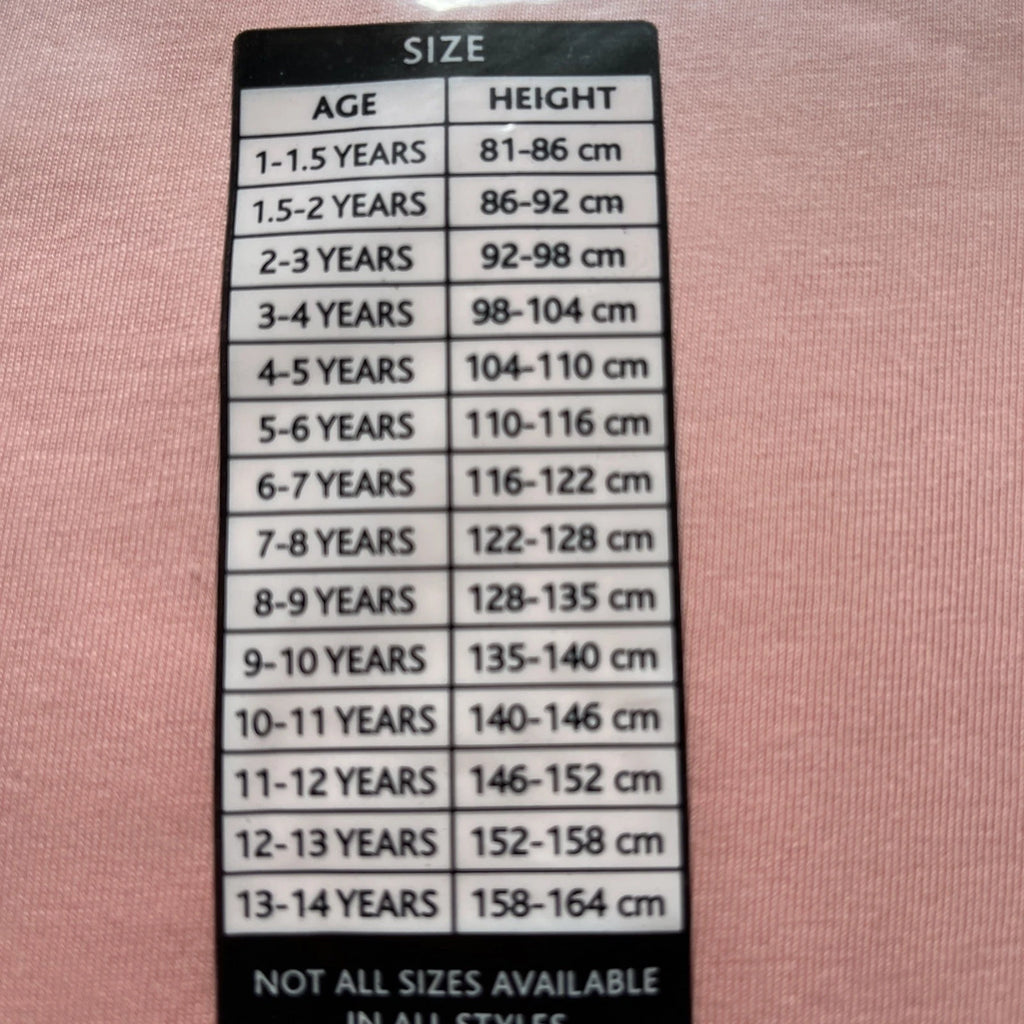 SIZE
AGE HEIGHT
1-1.5 YEARS 81-86 cm
1.5-2 YEARS 86-92 cm
2-3 YEARS 92-98 cm
3-4 YEARS 98-104 cm
4-5 YEARS 104-110 cm
5-6 YEARS 110-116 cm
6-7 YEARS 116-122 cm
7-8 YEARS 122-128 cm
8-9 YEARS 128-135 cm
9-10 YEARS 135-140 cm
10-11 YEARS 140-146 cm
11-12 YEARS 146-152 cm
12-13 YEARS 152-158 cm
13-14 YEARS 158-164 cm
NOT ALL SIZES AVAILABLE
IN ALL STYLES